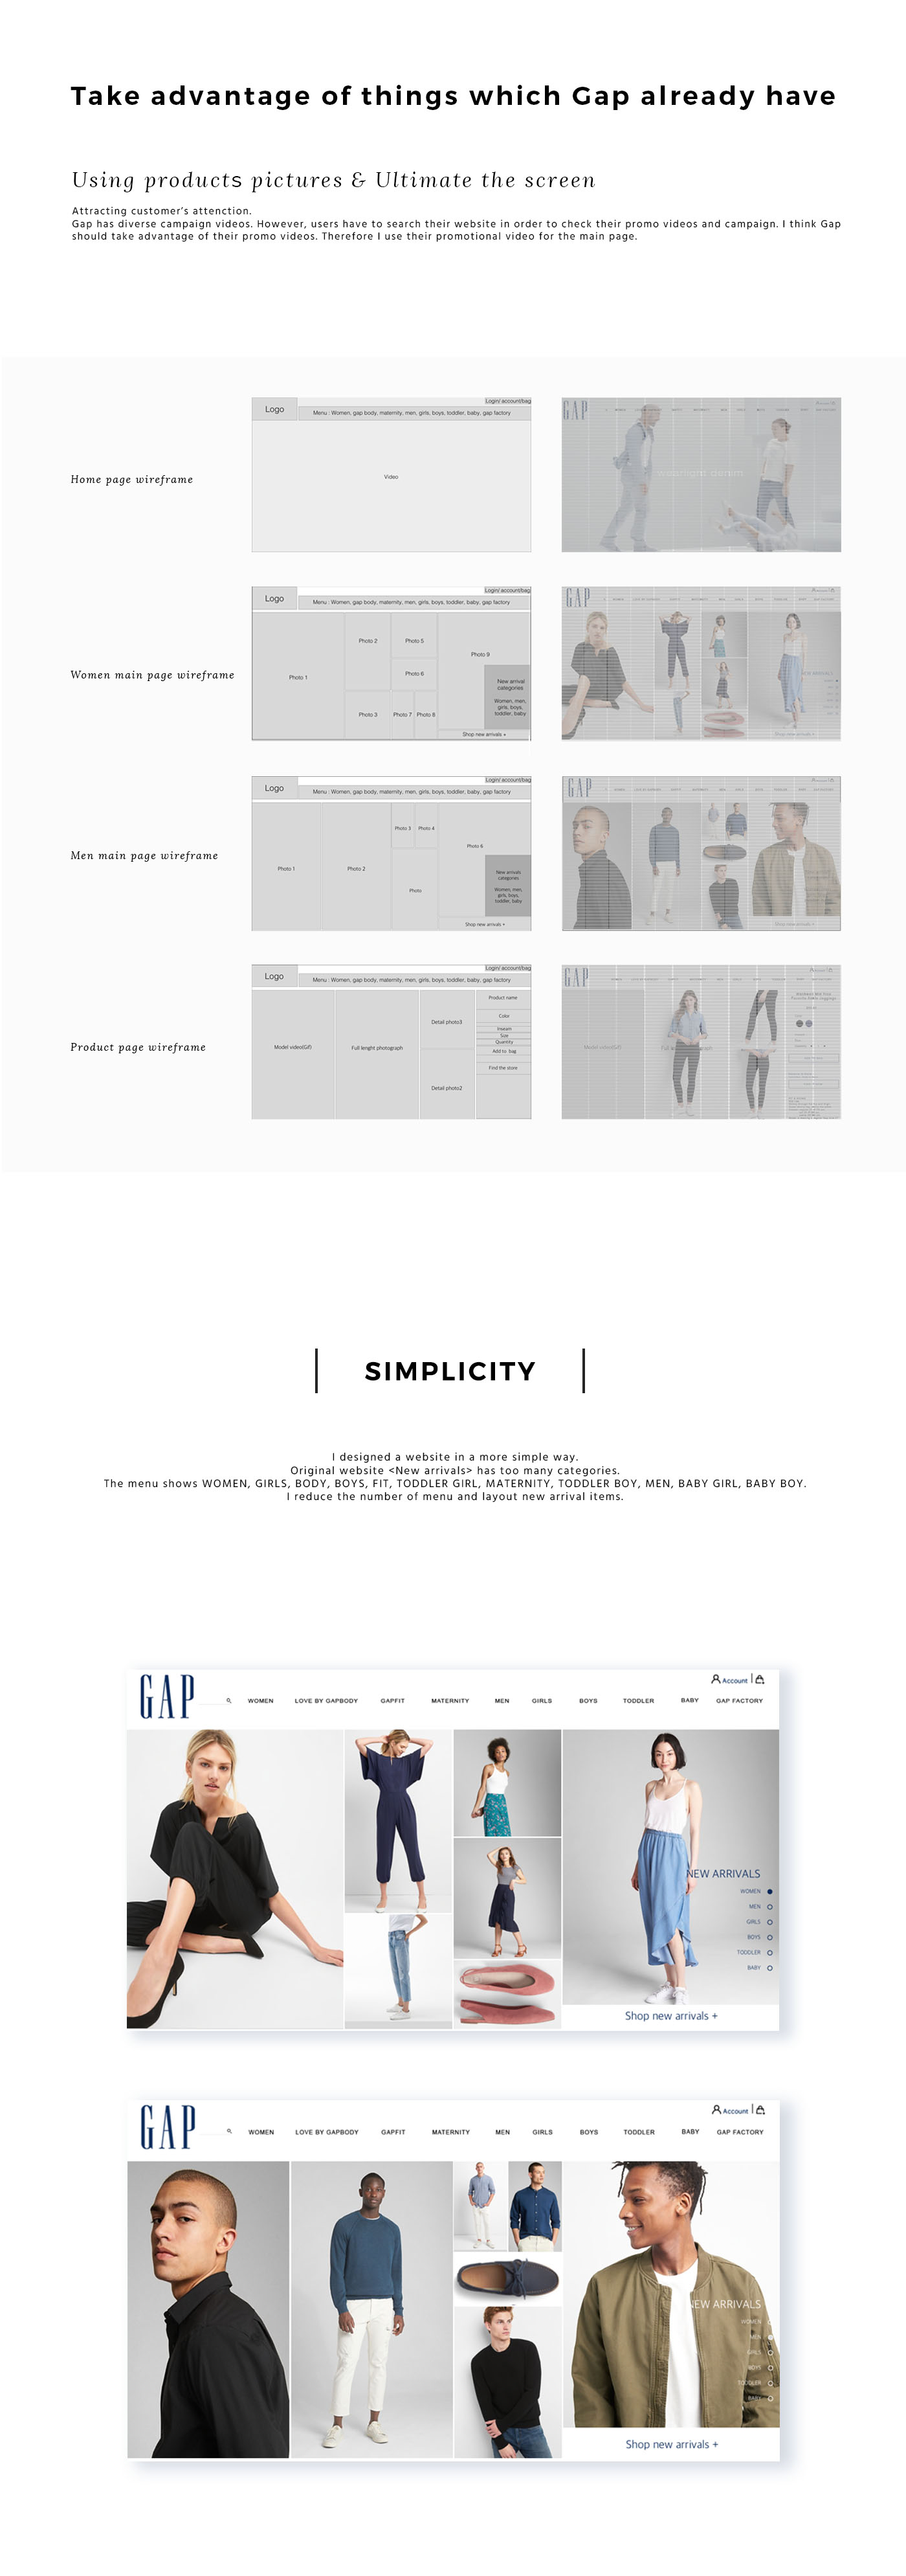 Take advantage of things which Gap already have
Using products pictures & Ultimate the screen
Attracting customer's attenction.
Gap has diverse campaign videos. However, users have to search their website in order to check their promo videos and campaign. I think Gap
should take advantage of their promo videos. Therefore I use their promotional video for the main page.
Home page wireframe
Logo
Login/ account/bag
Menu : Women, gap body, maternity, men, girls, boys, toddler, baby, gap factory
Video
GAP
Women main page wireframe
Logo
Login/ account/bag
Menu : Women, gap body, maternity, men, girls, boys, toddler, baby, gap factory
Photo 1
Photo 2
Photo 5
Photo 9
Photo 6
New arrival
categories
Women, men,
girls, boys,
toddler, baby
Photo 3
Photo 7
Photo 8
Shop new arrivals +
GAP
NEW ARRIVALS
Shop new arrivals +
Men main page wireframe
Logo
Login/ account/bag
Menu : Women, gap body, maternity, men, girls, boys, toddler, baby, gap factory
Photo 1
Photo 2
Photo 3
Photo 4
Photo 6
Photo
New arrivals
categories
Women, men,
girls, boys,
toddler, baby
Shop new arrivals +
GAP
Shop new arrivals +
Product page wireframe
Logo
Login/ account/bag
Menu : Women, gap body, maternity, men, girls, boys, toddler, baby, gap factory
Model video(Gif)
Full lenght photograph
Detail photo3
Detail photo2
Product name
Color
Inseam
Size
Quantity
Add to bag
Find the store
GAP
Model video(Gif)
SIMPLICITY
I designed a website in a more simple way.
Original website <New arrivals> has too many categories.
The menu shows WOMEN, GIRLS, BODY, BOYS, FIT, TODDLER GIRL, MATERNITY, TODDLER BOY, MEN, BABY GIRL, BABY BOY.
I reduce the number of menu and layout new arrival items.
GAP
Account
WOMEN LOVE BY GAPBODY GAPFIT MATERNITY MEN GIRLS BOYS TODDLER BABY GAP FACTORY
NEW ARRIVALS
WOMEN
MEN
GIRLS
BOYS
TODDLER
BABY
Shop new arrivals +
GAP
Account
WOMEN LOVE BY GAPBODY GAPFIT MATERNITY MEN GIRLS BOYS TODDLER BABY GAP FACTORY
NEW ARRIVALS
WOMEN
MEN
GIRLS
BOYS
TODDLER
BABY
Shop new arrivals +